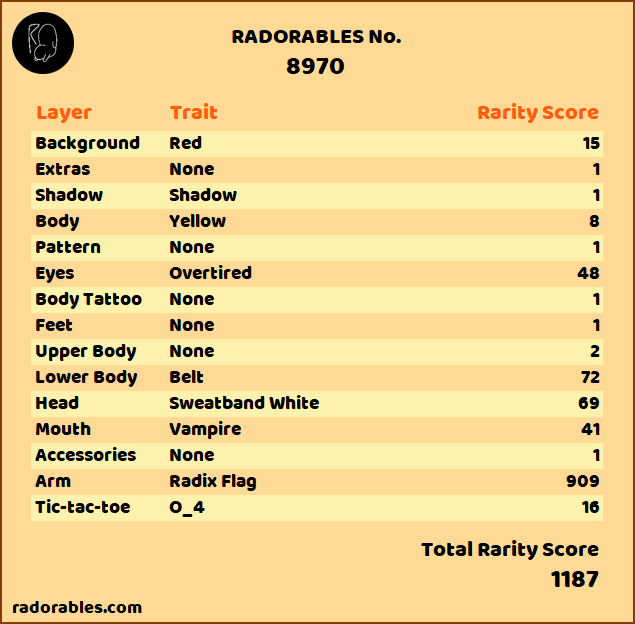 RADORABLES No.
8970
Layer Trait Rarity Score
Background Red 15
Extras None 1
Shadow Shadow 1
Body Yellow 8
Pattern None 1
Eyes Overtired 48
Body Tattoo None 1
Feet None 1
Upper Body None 2
Lower Body Belt 72
Head Sweatband White 69
Mouth Vampire 41
Accessories None 1
Arm Radix Flag 909
Tic-tac-toe O_4 16
Total Rarity Score
1187
radorables.com